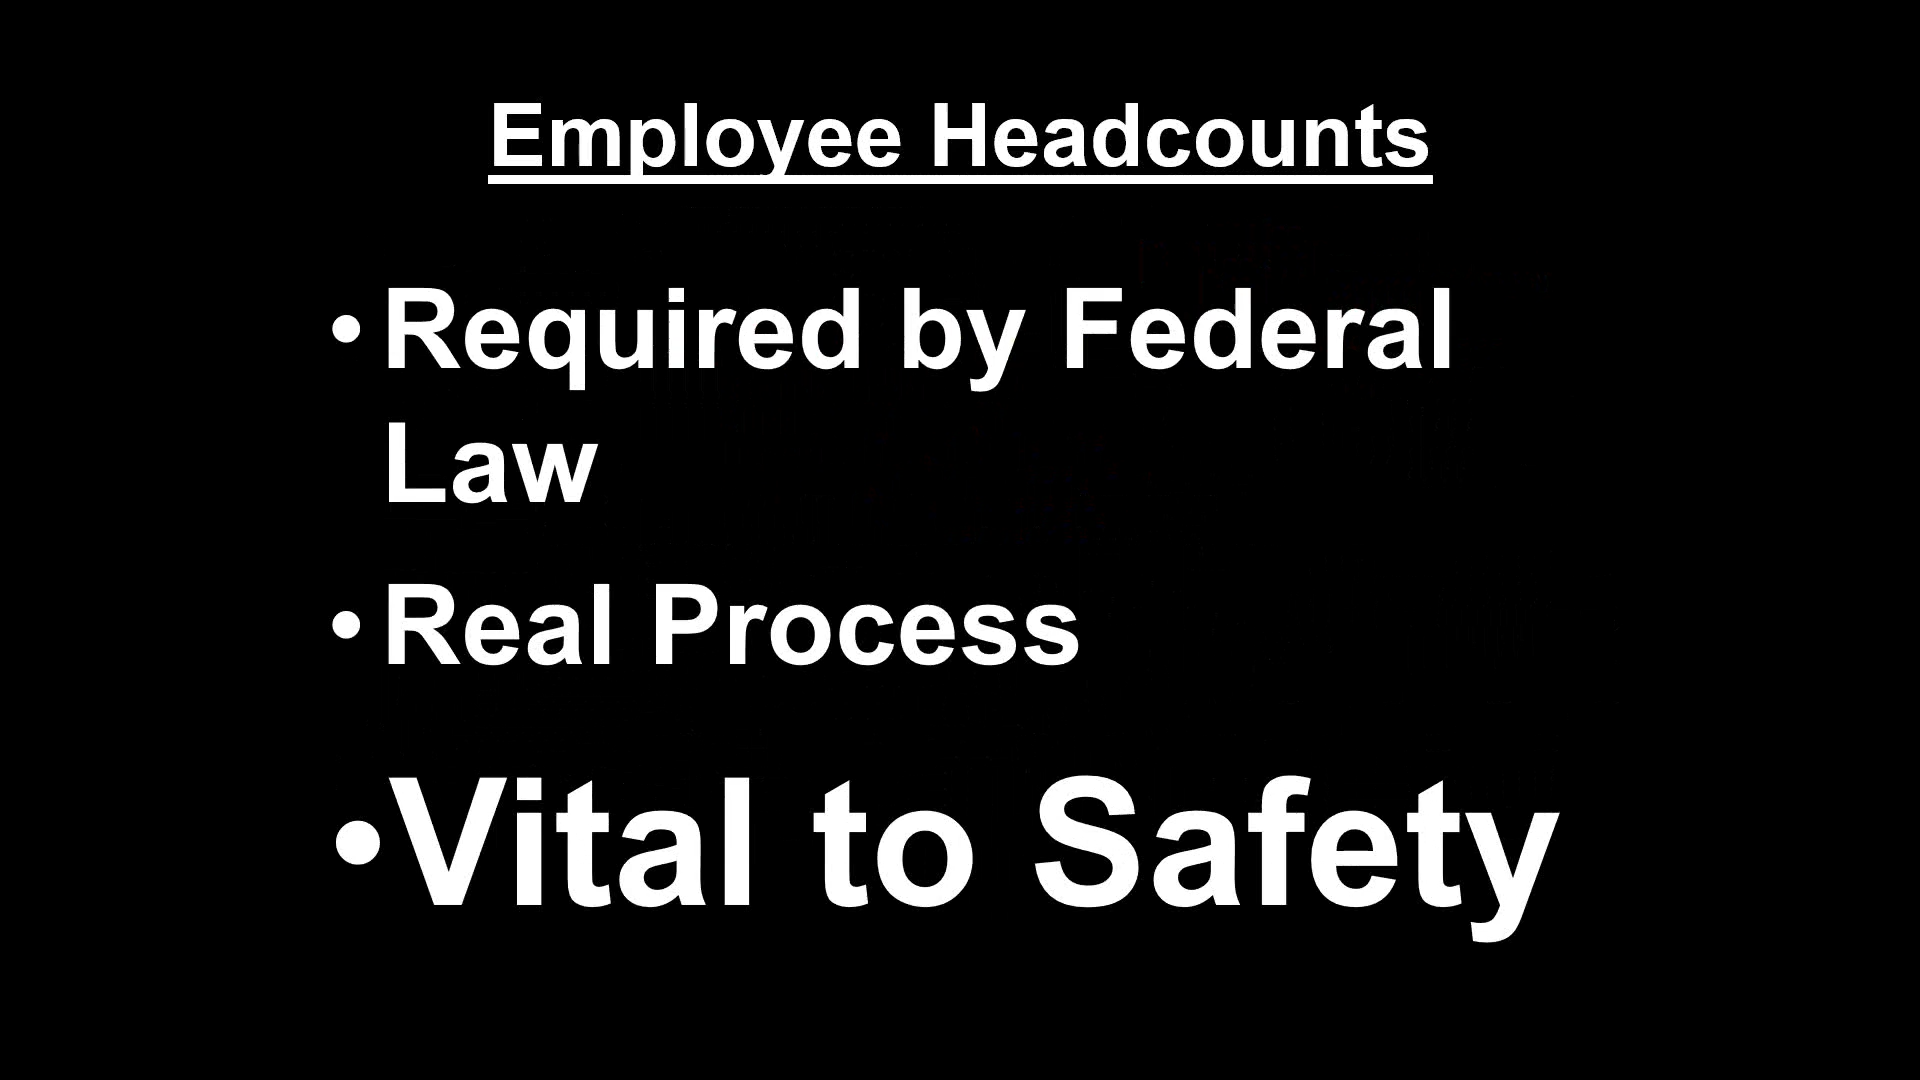 Employee Headcounts
•Required by Federal
Law
•Real Process
•Vital to Safety